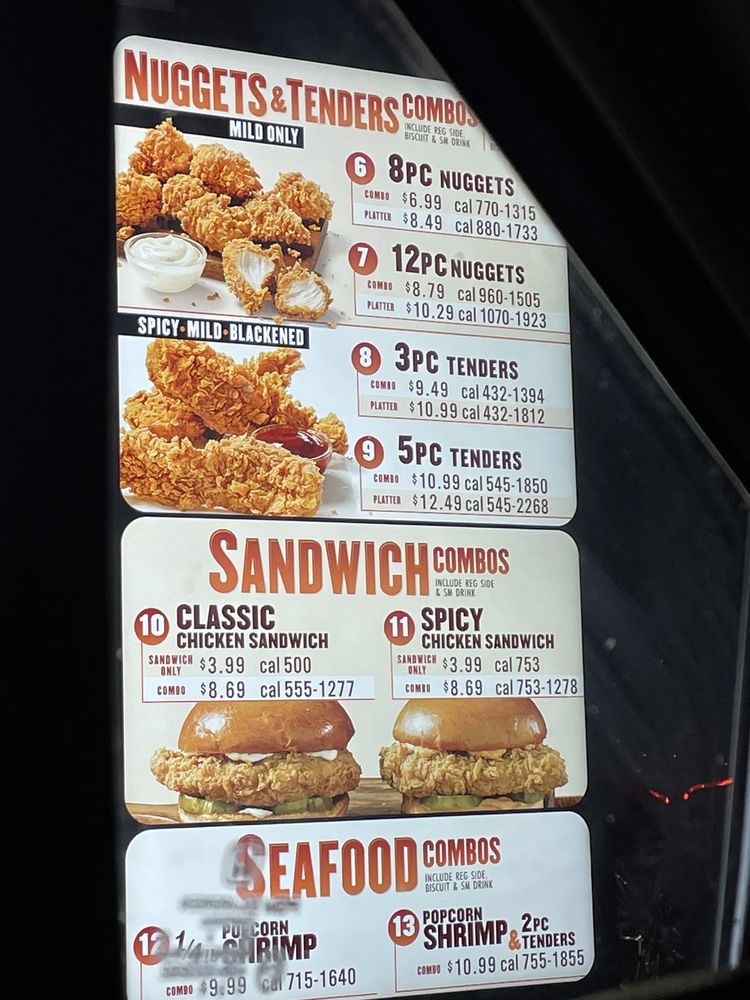 NUGGETS & TENDERS COMBOS
INCLUDE REG SIDE,
BISCUIT & SM DRINK
MILD ONLY
6 8PC NUGGETS
COMBO $6.99 cal 770-1315
PLATTER $8.49 cal 880-1733
7 12PC NUGGETS
COMBO $8.79 cal 960-1505
PLATTER $10.29 cal 1070-1923
SPICY•MILD•BLACKENED
8 3PC TENDERS
COMBO $9.49 cal 432-1394
PLATTER $10.99 cal 432-1812
9 5PC TENDERS
COMBO $10.99 cal 545-1850
PLATTER $12.49 cal 545-2268
SANDWICH COMBOS
INCLUDE REG SIDE
& SM DRINK
10 CLASSIC
CHICKEN SANDWICH
SANDWICH ONLY $3.99 cal 500
COMBO $8.69 cal 555-1277
11 SPICY
CHICKEN SANDWICH
SANDWICH ONLY $3.99 cal 753
COMBO $8.69 cal 753-1278
SEAFOOD COMBOS
INCLUDE REG SIDE,
BISCUIT & SM DRINK
12 1/4 POPCORN
SHRIMP
COMBO $9.99 cal 715-1640
13 POPCORN
SHRIMP & 2PC
TENDERS
COMBO $10.99 cal 755-1855